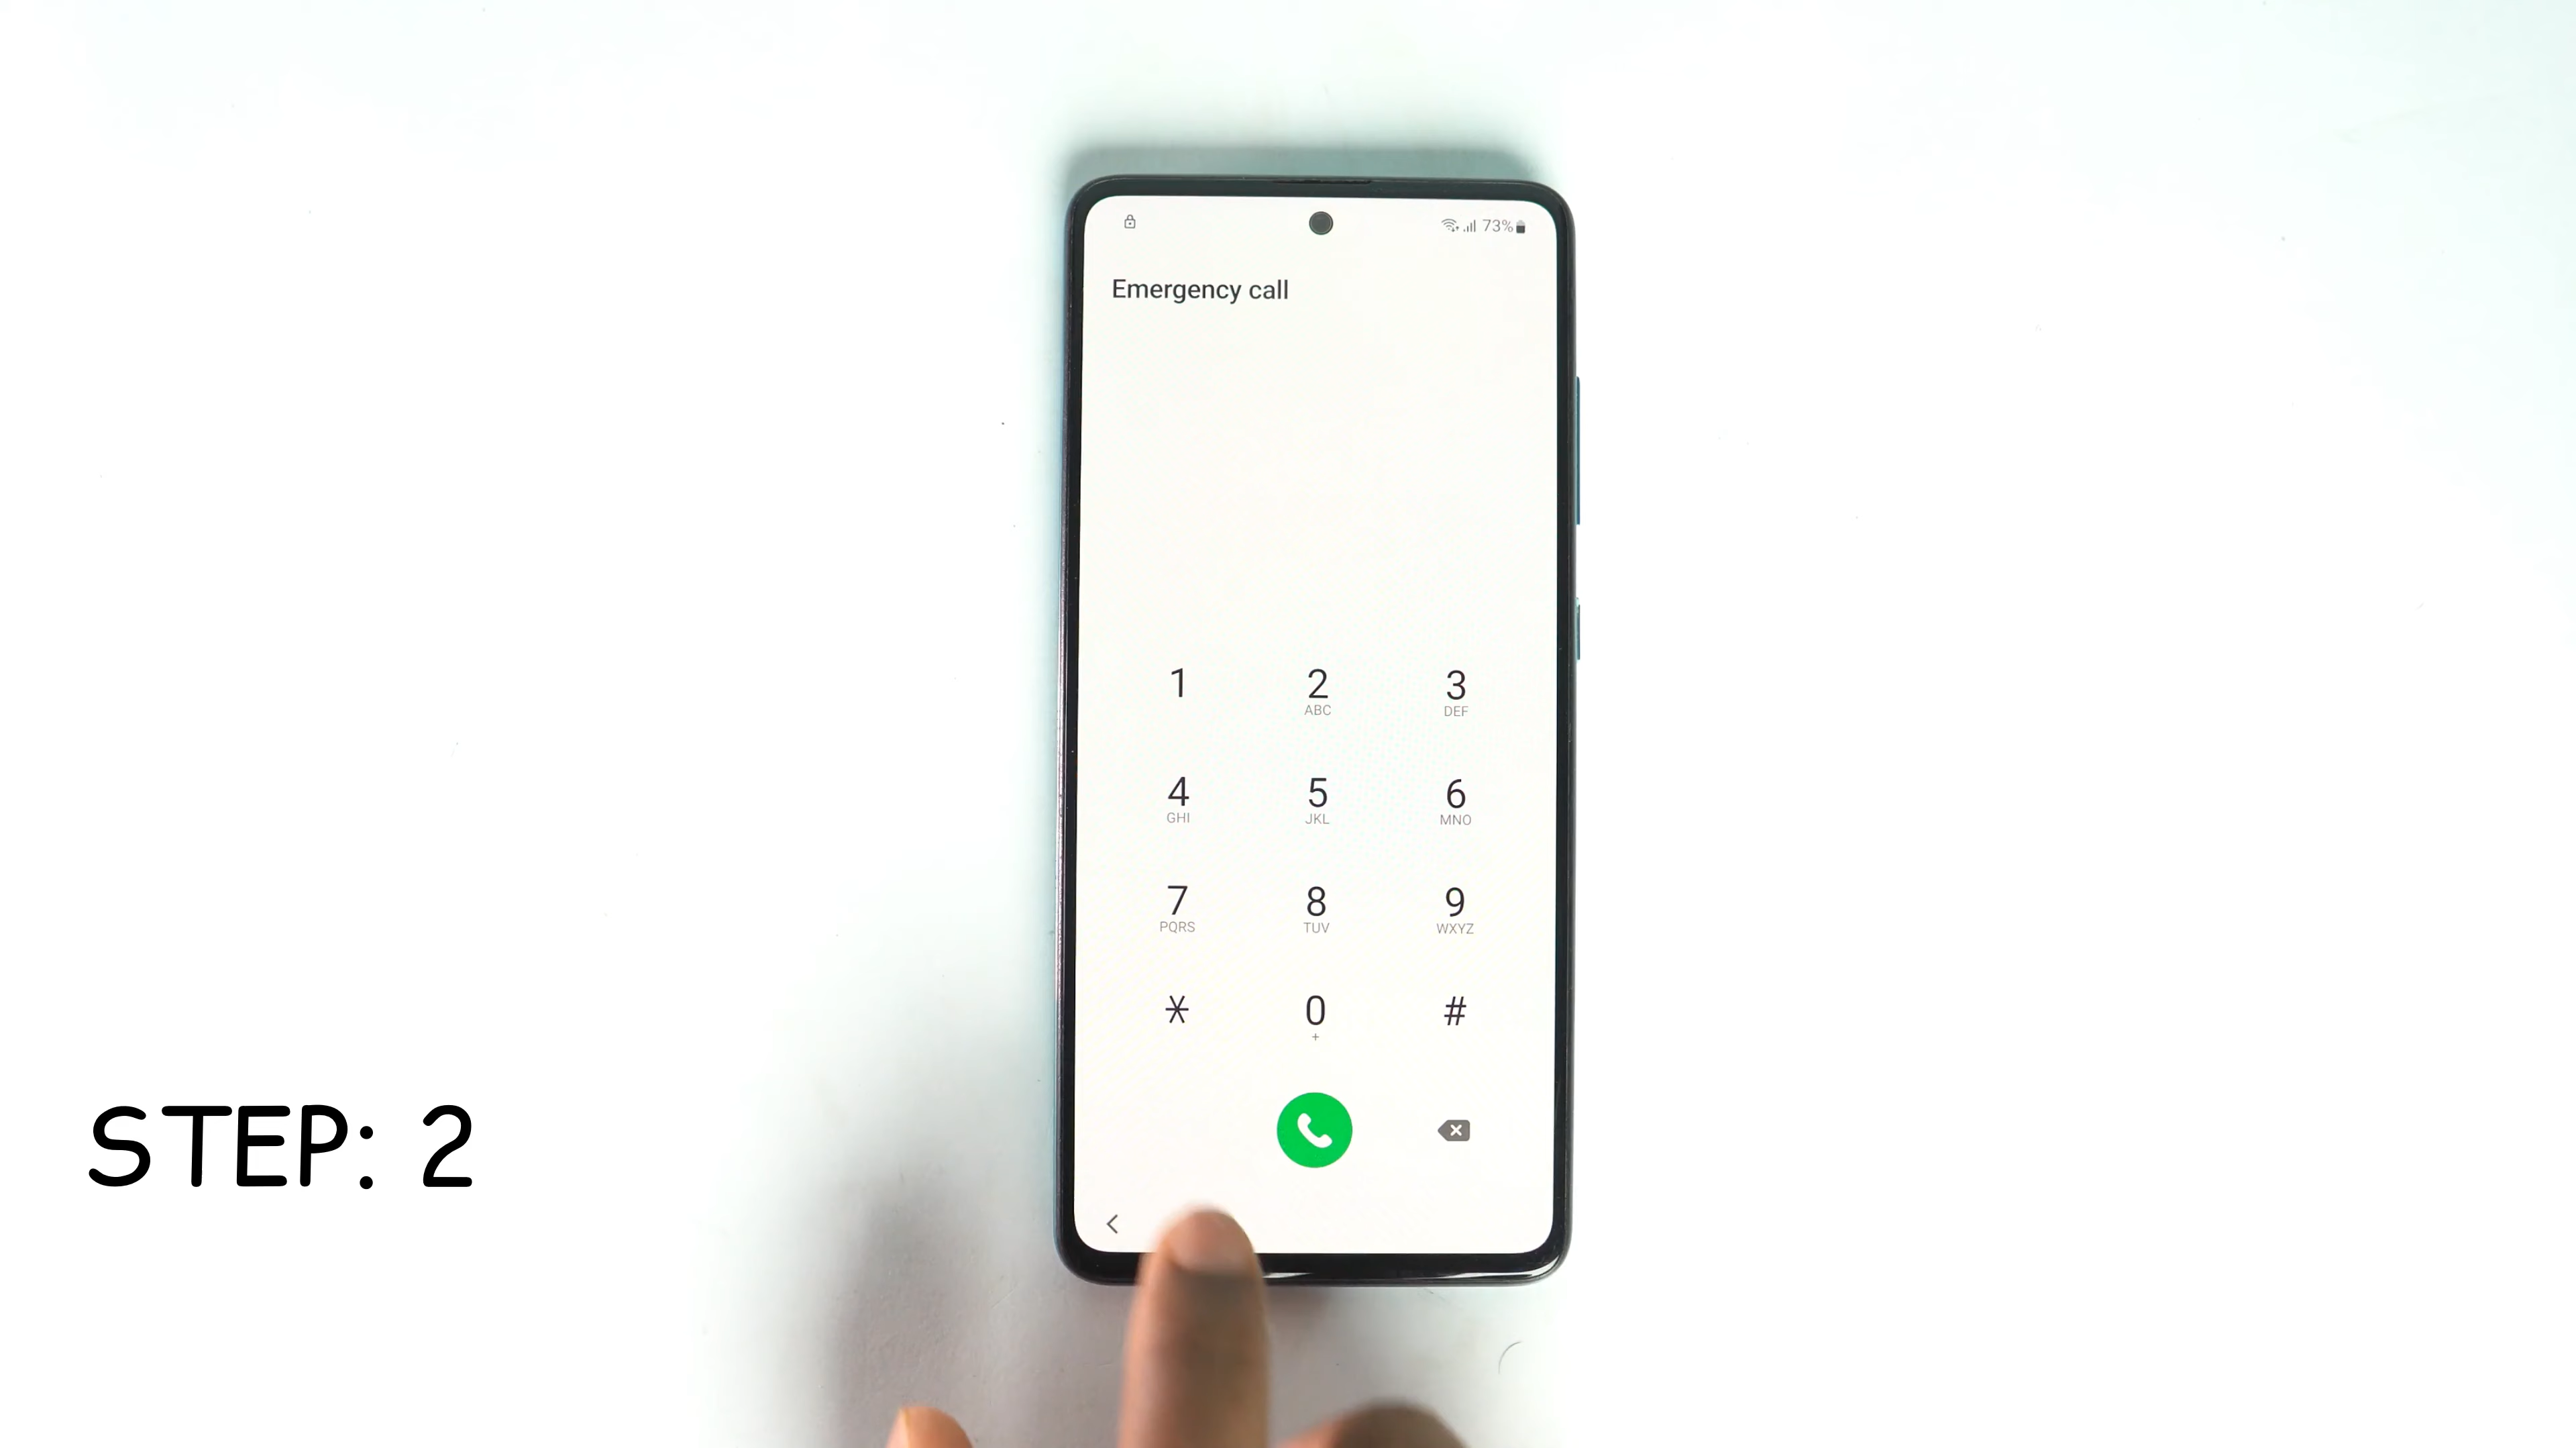 73%
Emergency call
1 2 3
ABC DEF
4 5 6
GHI JKL MNO
7 8 9
PQRS TUV WXYZ
* 0 #
+
STEP: 2